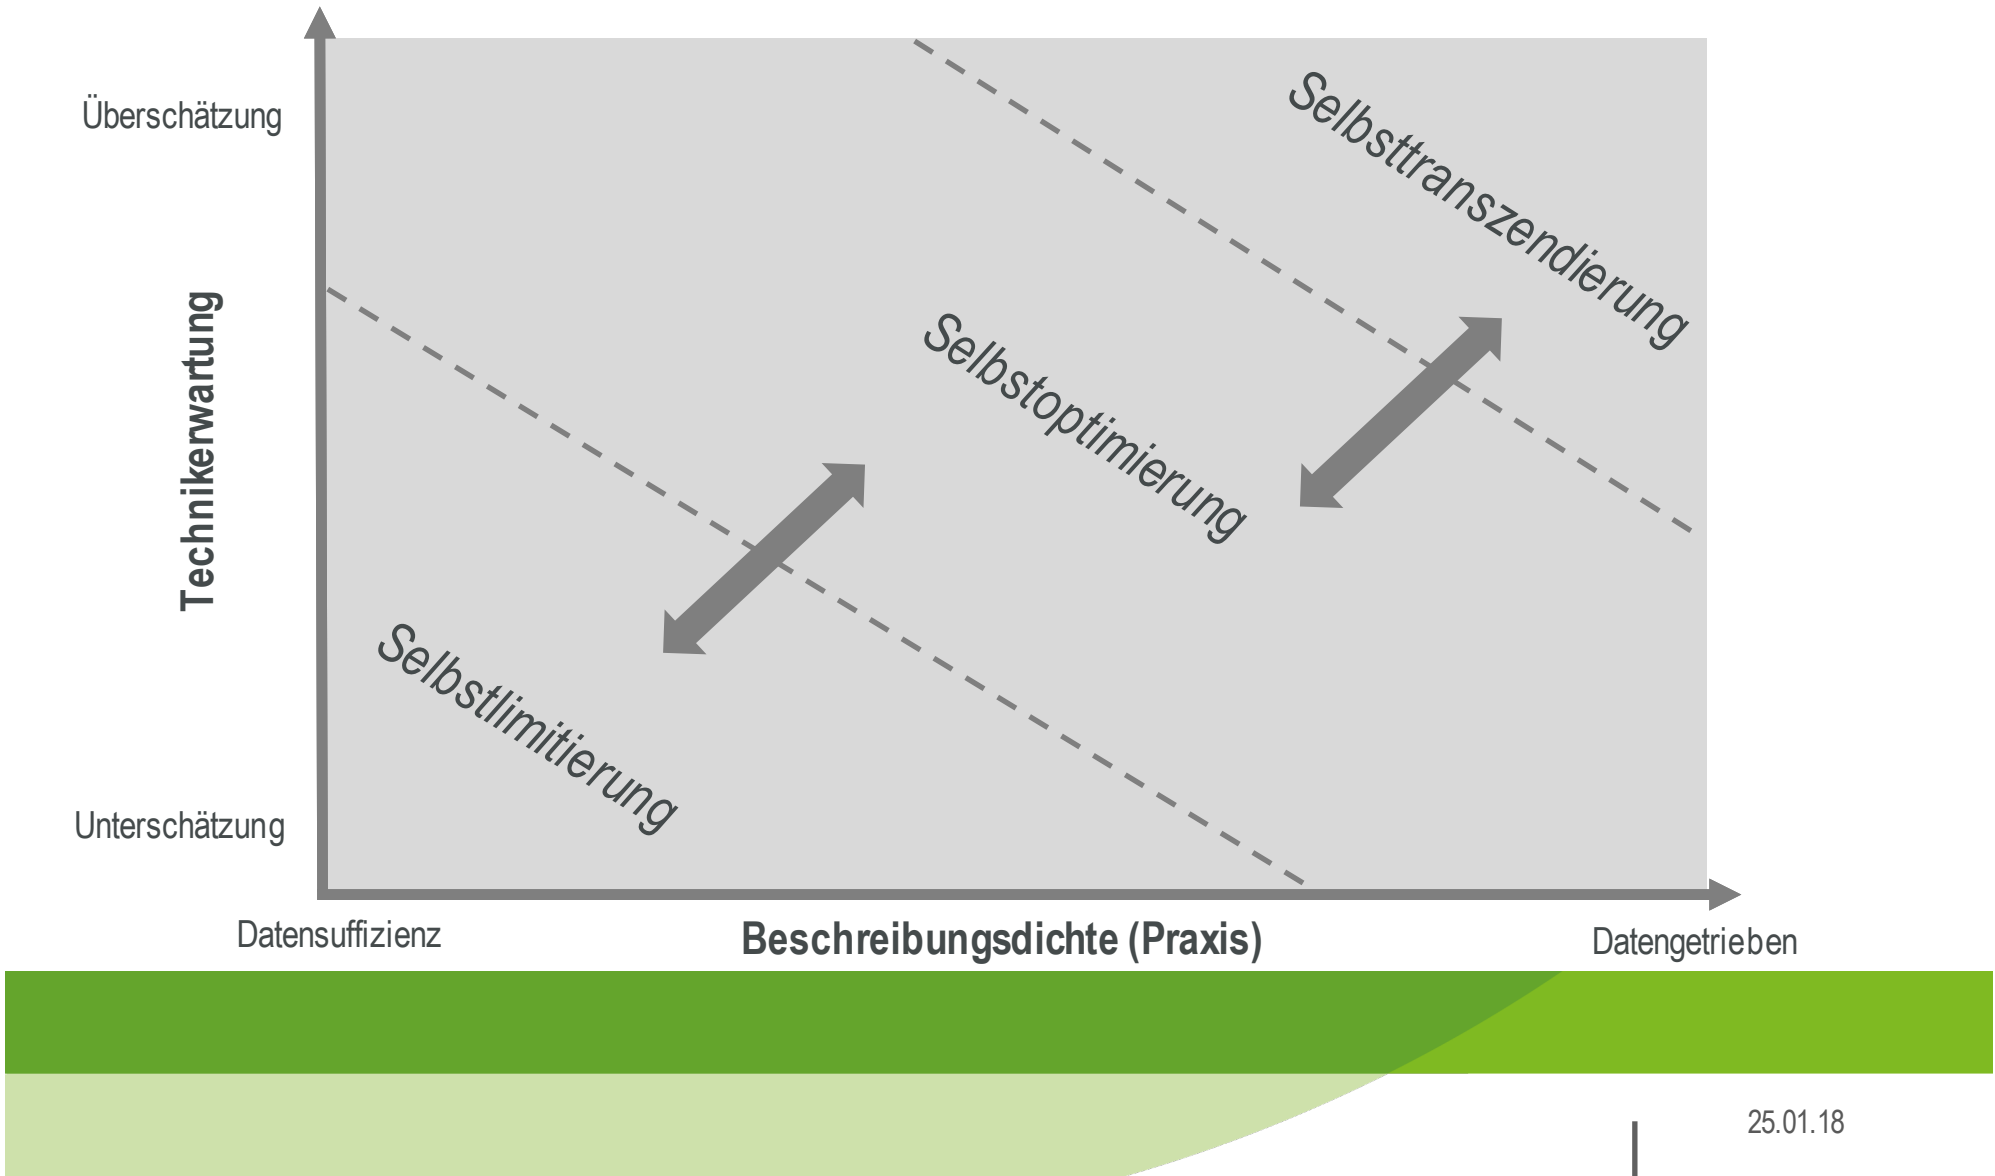 Überschätzung
Selbsttranszendierung
Technikerwartung
Selbstoptimierung
Selbstlimitierung
Unterschätzung
Datensuffizienz
Beschreibungsdichte (Praxis)
Datengetrieben
25.01.18